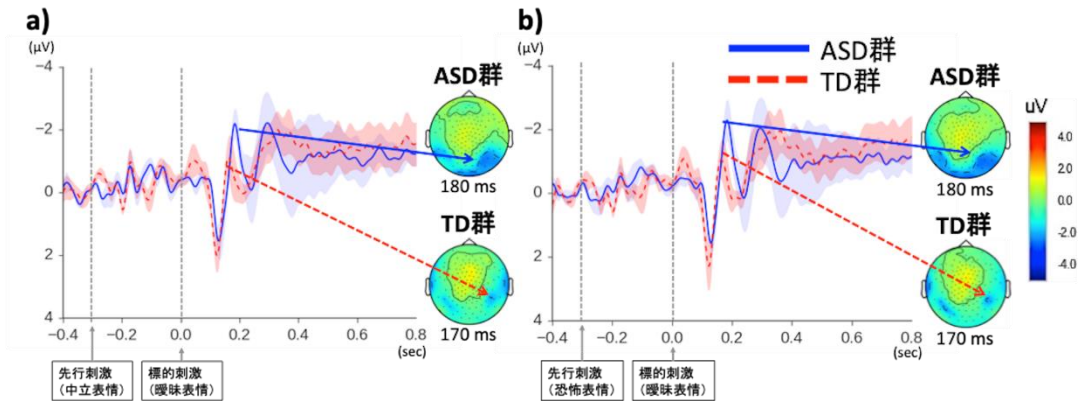 a)
(μV)
−4
−2
0
2
4
−0.4
−0.2
0.0
0.2
0.4
0.6
0.8
(sec)
先行刺激
(中立表情)
標的刺激
(曖昧表情)
ASD群
180 ms
TD群
170 ms
b)
(μV)
−4
−2
0
2
4
−0.4
−0.2
0.0
0.2
0.4
0.6
0.8
(sec)
先行刺激
(恐怖表情)
標的刺激
(曖昧表情)
ASD群
TD群
ASD群
180 ms
TD群
170 ms
uV
4.0
2.0
0.0
-2.0
-4.0